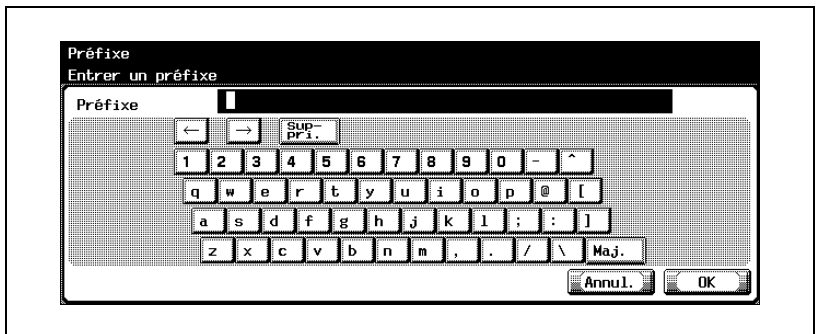 Préfixe
Entrer un préfixe
Préfixe
← → Sup-
pri.
1 2 3 4 5 6 7 8 9 0 - ^
q w e r t y u i o p @ [
a s d f g h j k l ; : ]
z x c v b n m , . / \ Maj.
Annul. OK